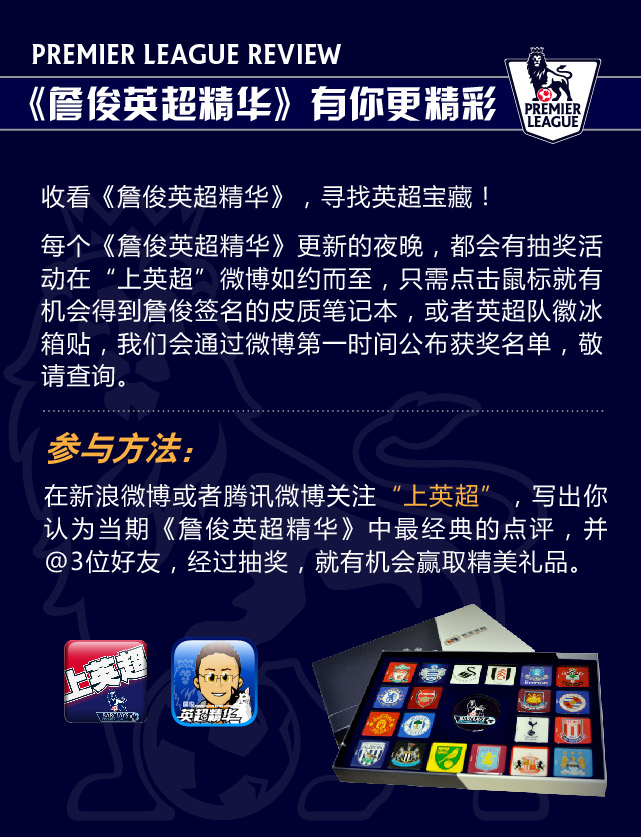 PREMIER LEAGUE REVIEW
《詹俊英超精华》有你更精彩
PREMIER
LEAGUE
收看《詹俊英超精华》，寻找英超宝藏！
每个《詹俊英超精华》更新的夜晚，都会有抽奖活
动在“上英超”微博如约而至，只需点击鼠标就有
机会得到詹俊签名的皮质笔记本，或者英超队徽冰
箱贴，我们会通过微博第一时间公布获奖名单，敬
请查询。
参与方法：
在新浪微博或者腾讯微博关注“上英超”，写出你
认为当期《詹俊英超精华》中最经典的点评，并
@3位好友，经过抽奖，就有机会赢取精美礼品。
上英超
BARCLAYS
詹俊
英超精华